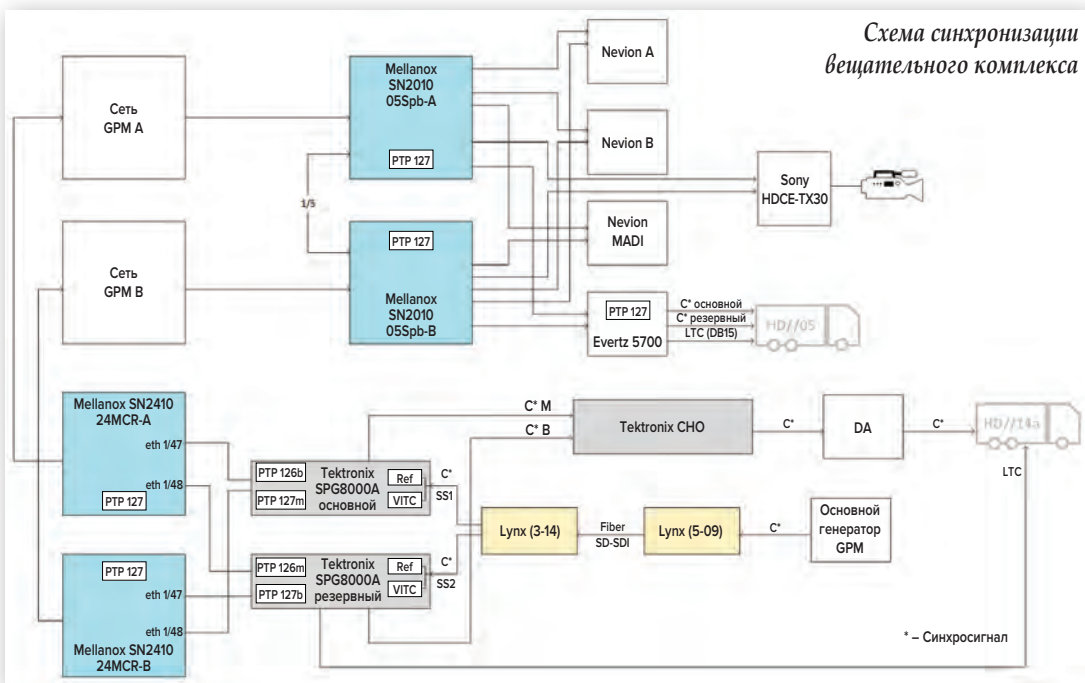 Схема синхронизации
вещательного комплекса
Сеть
GPM A
Mellanox
SN2010
05Spb-A
PTP 127
Nevion A
Nevion B
Sony
HDCE-TX30
1/5
Сеть
GPM B
PTP 127
Mellanox
SN2010
05Spb-B
Nevion
MADI
PTP 127
Evertz 5700
С* основной
С* резервный
LTC (DB15)
HD//05
Mellanox SN2410
24MCR-A
eth 1/47
eth 1/48
PTP 127
С* М
С* В
Tektronix СНО
С*
DA
С*
HD//14a
LTC
PTP 126b
PTP 127m
Tektronix
SPG8000A
основной
Ref
VITC
С*
SS1
Lynx (3-14)
Fiber
SD-SDI
Lynx (5-09)
С*
Основной
генератор
GPM
PTP 127
eth 1/47
eth 1/48
Mellanox SN2410
24MCR-B
PTP 126m
PTP 127b
Tektronix
SPG8000A
резервный
Ref
VITC
С*
SS2
* – Синхросигнал